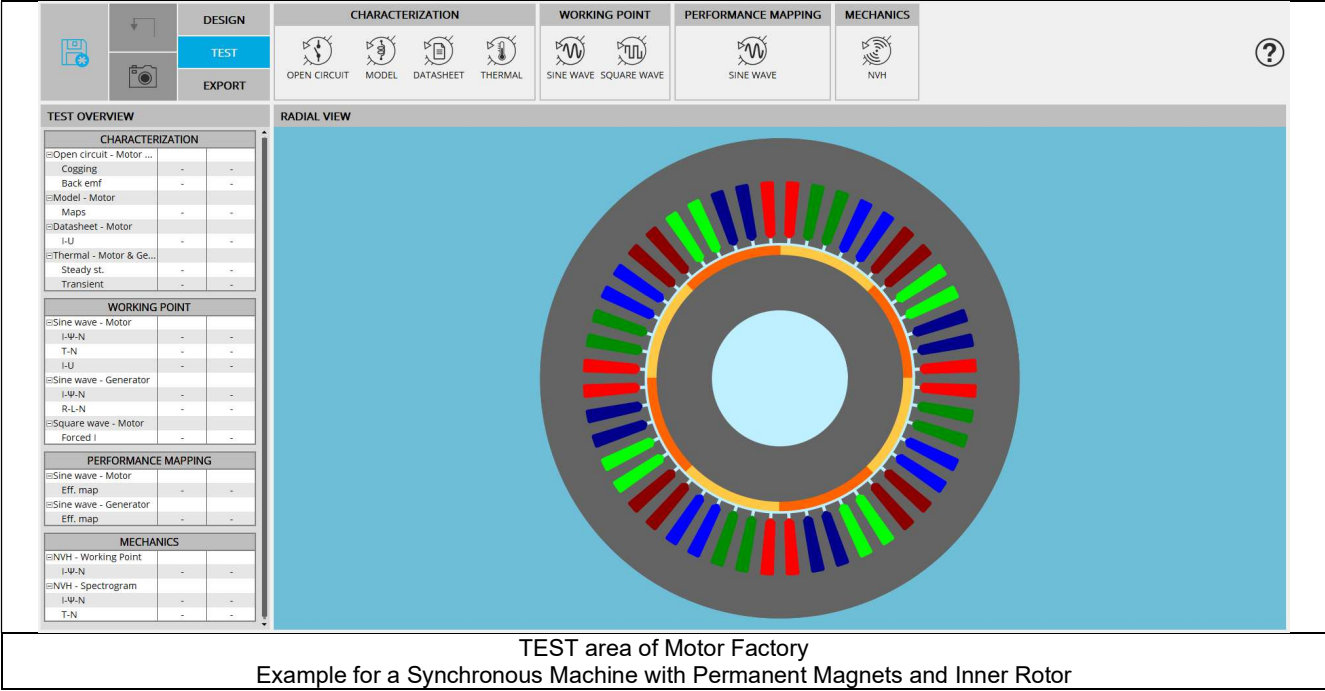 DESIGN
TEST
EXPORT
CHARACTERIZATION
OPEN CIRCUIT MODEL DATASHEET THERMAL
WORKING POINT
SINE WAVE SQUARE WAVE
PERFORMANCE MAPPING
SINE WAVE
MECHANICS
NVH
?
TEST OVERVIEW
CHARACTERIZATION
Open circuit - Motor ...
Cogging - -
Back emf - -
Model - Motor
Maps - -
Datasheet - Motor
I-U - -
Thermal - Motor & Ge...
Steady st. - -
Transient - -
WORKING POINT
Sine wave - Motor
I-Ψ-N - -
T-N - -
I-U - -
Sine wave - Generator
I-Ψ-N - -
R-L-N - -
Square wave - Motor
Forced I - -
PERFORMANCE MAPPING
Sine wave - Motor
Eff. map - -
Sine wave - Generator
Eff. map - -
MECHANICS
NVH - Working Point
I-Ψ-N - -
NVH - Spectrogram
I-Ψ-N - -
T-N - -
RADIAL VIEW
TEST area of Motor Factory
Example for a Synchronous Machine with Permanent Magnets and Inner Rotor